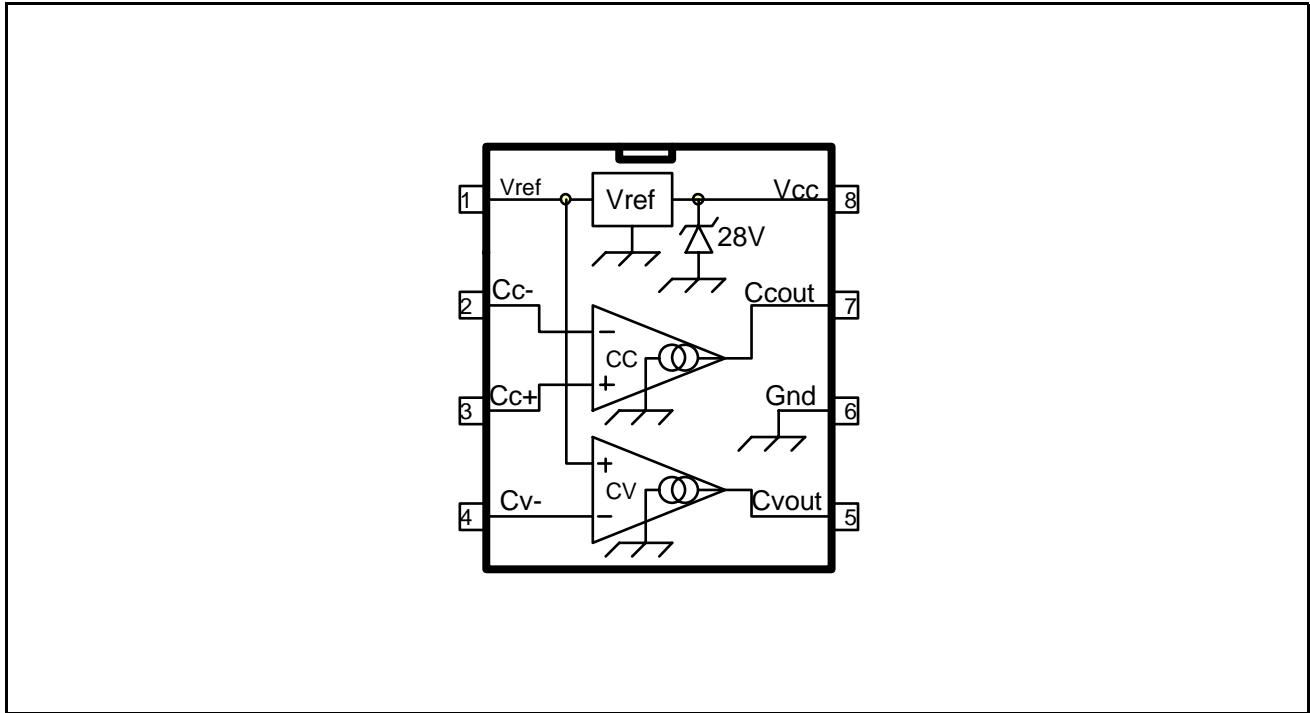 1 Vref Vref Vcc 8
28V
2 Cc- Ccout 7
− CC
3 Cc+ + Gnd 6
+
4 Cv- CV Cvout 5
−